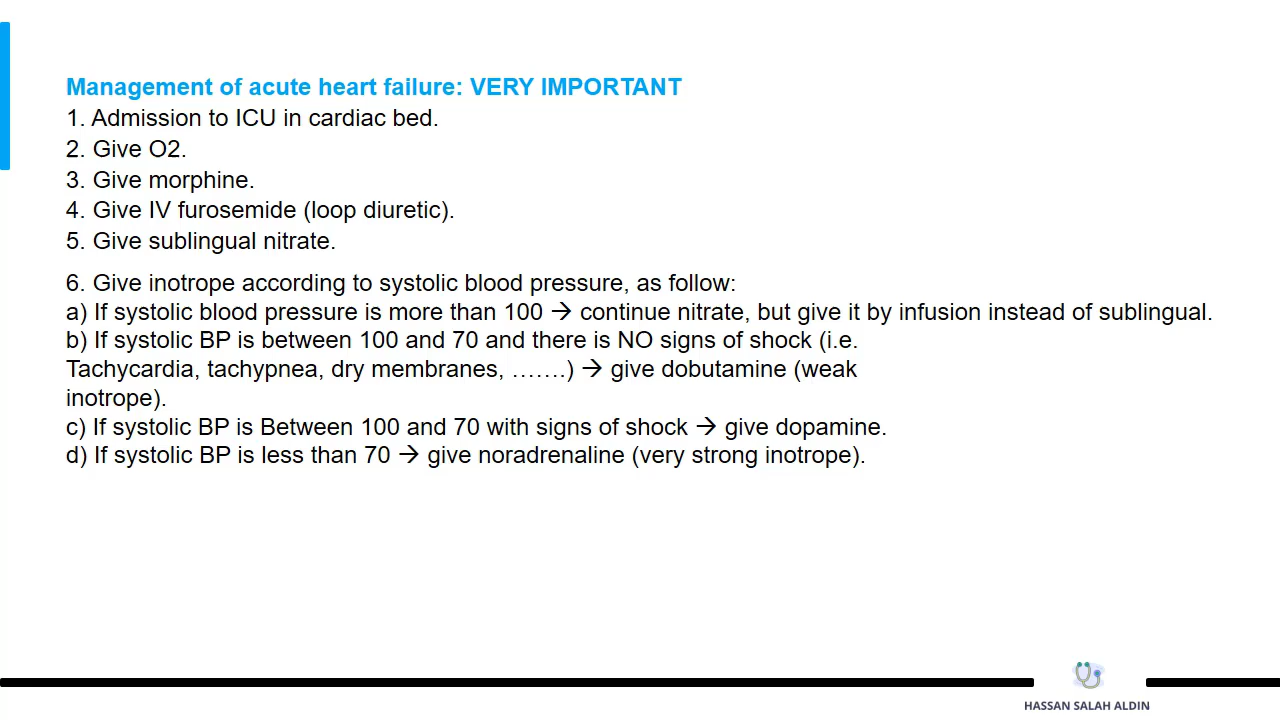 Management of acute heart failure: VERY IMPORTANT
1. Admission to ICU in cardiac bed.
2. Give O2.
3. Give morphine.
4. Give IV furosemide (loop diuretic).
5. Give sublingual nitrate.
6. Give inotrope according to systolic blood pressure, as follow:
a) If systolic blood pressure is more than 100 → continue nitrate, but give it by infusion instead of sublingual.
b) If systolic BP is between 100 and 70 and there is NO signs of shock (i.e.
Tachycardia, tachypnea, dry membranes, …….) → give dobutamine (weak
inotrope).
c) If systolic BP is Between 100 and 70 with signs of shock → give dopamine.
d) If systolic BP is less than 70 → give noradrenaline (very strong inotrope).
HASSAN SALAH ALDIN